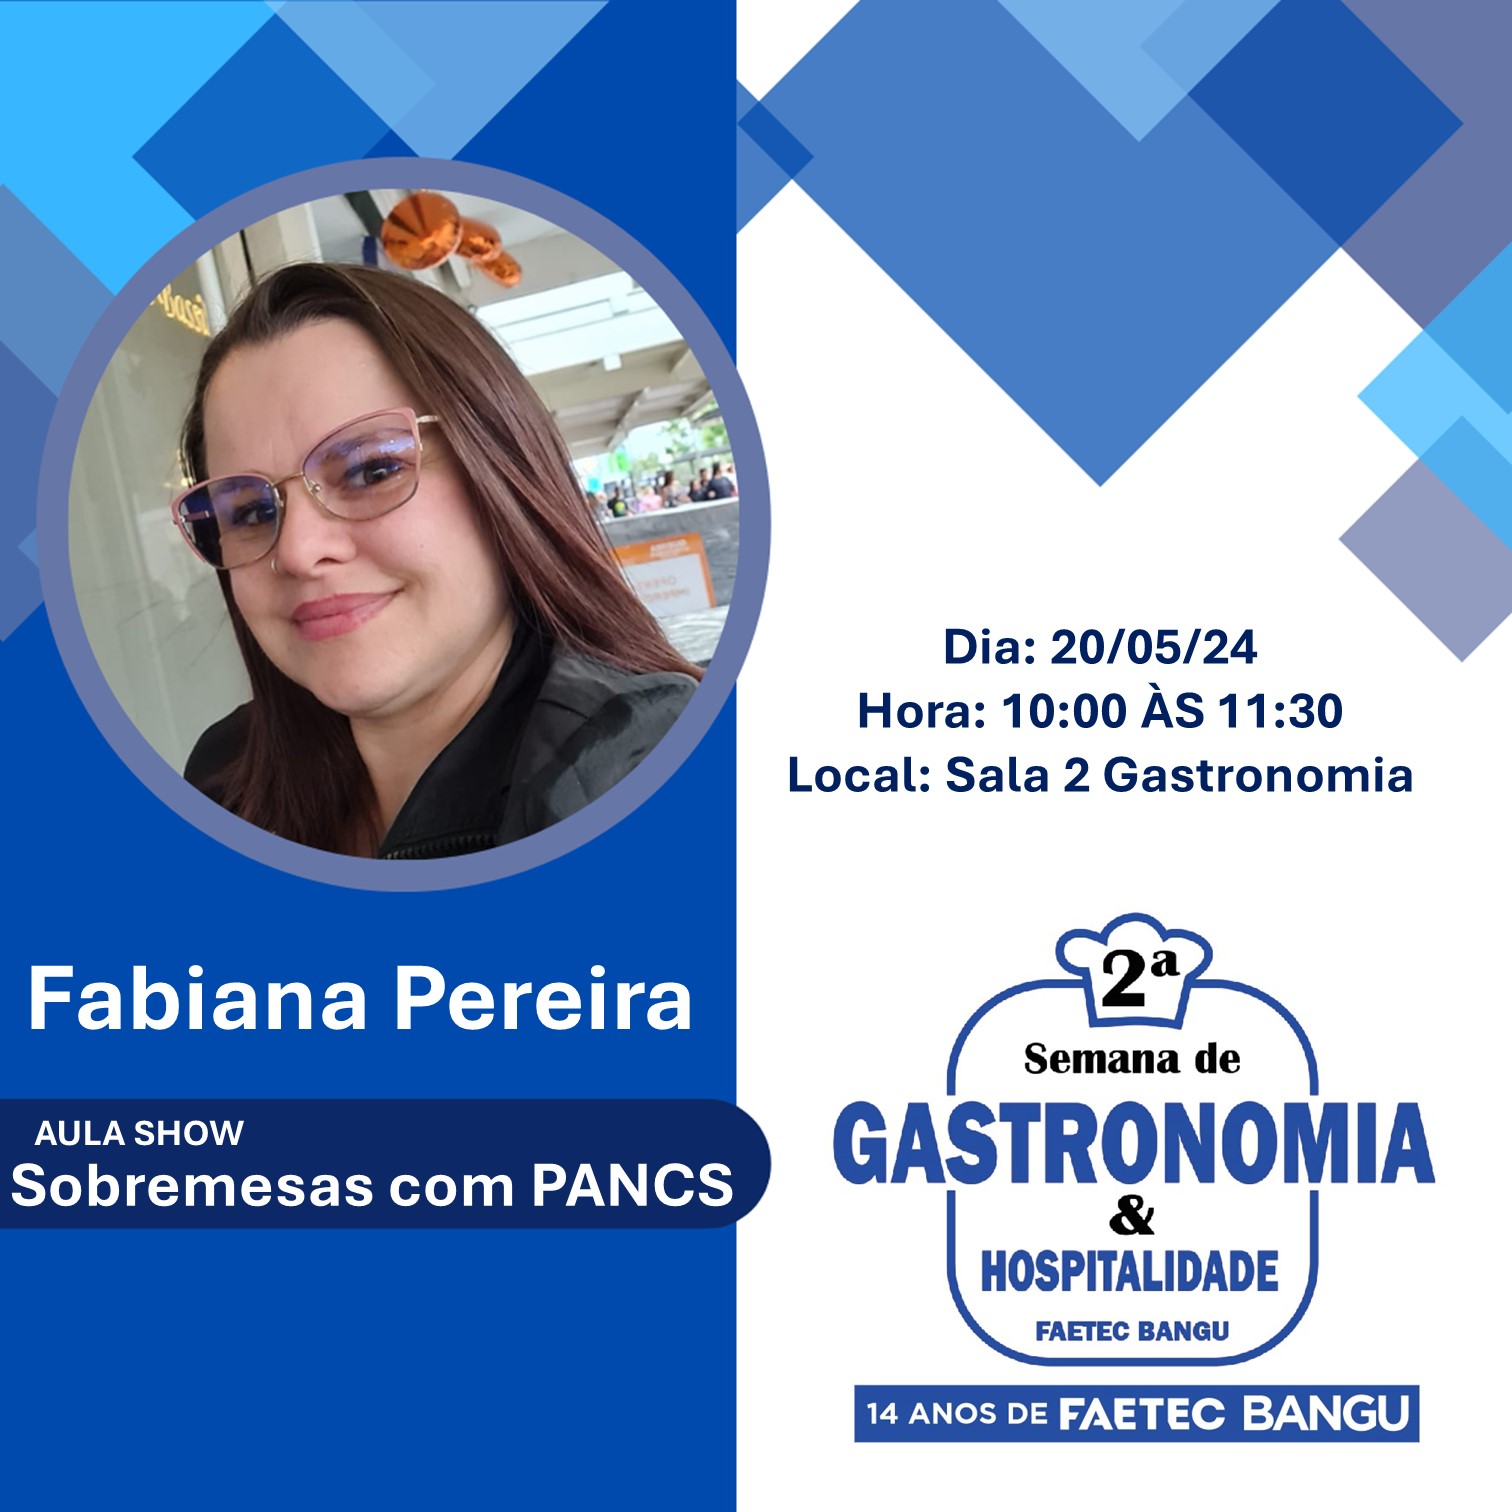 Bassi
Fabiana Pereira
AULA SHOW
Sobremesas com PANCS
Dia: 20/05/24
Hora: 10:00 ÀS 11:30
Local: Sala 2 Gastronomia
2ª
Semana de
GASTRONOMIA
&
HOSPITALIDADE
FAETEC BANGU
14 ANOS DE FAETEC BANGU